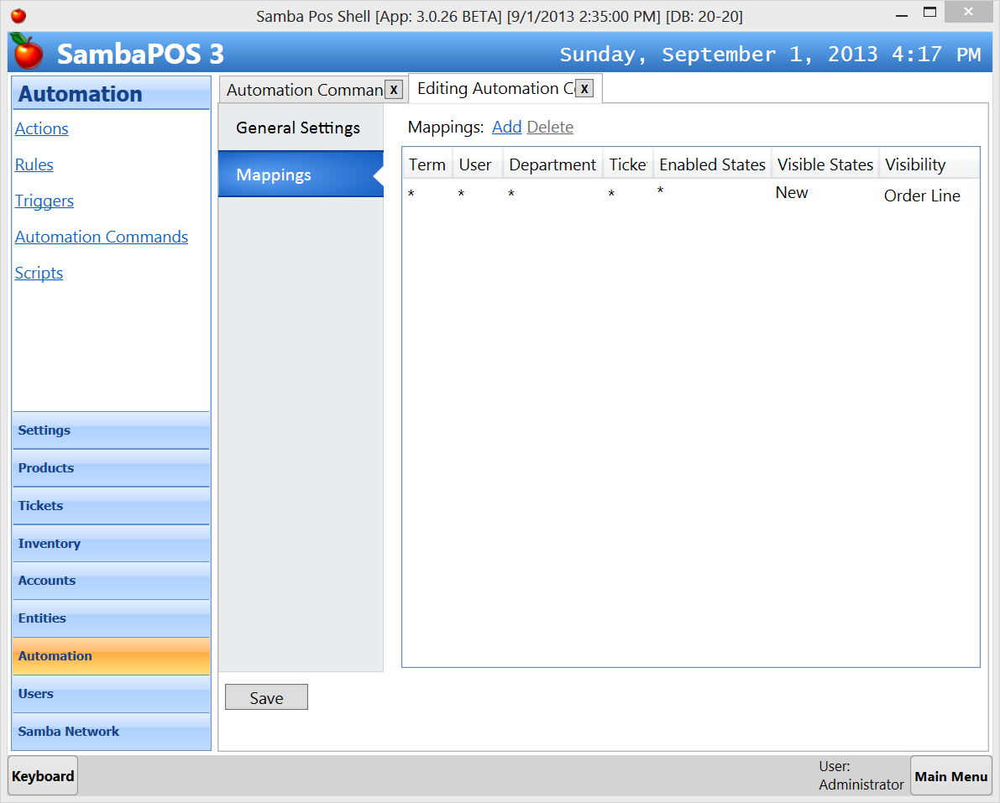 Samba Pos Shell [App: 3.0.26 BETA] [9/1/2013 2:35:00 PM] [DB: 20-20]
SambaPOS 3
Sunday, September 1, 2013 4:17 PM
Automation
Actions
Rules
Triggers
Automation Commands
Scripts
Settings
Products
Tickets
Inventory
Accounts
Entities
Automation
Users
Samba Network
Automation Comman x
Editing Automation C x
General Settings
Mappings
Mappings: Add Delete
Term User Department Ticke Enabled States Visible States Visibility
* * * * * New Order Line
Save
Keyboard
User:
Administrator
Main Menu